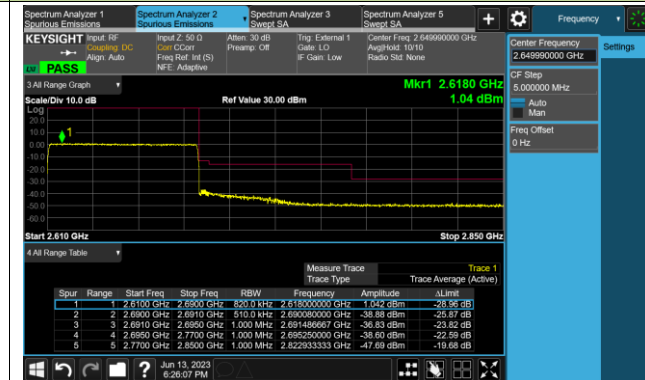 Spectrum Analyzer 1
Spurious Emissions
Spectrum Analyzer 2
Spurious Emissions
Spectrum Analyzer 3
Swept SA
Spectrum Analyzer 5
Swept SA
+
Frequency
KEYSIGHT
Input: RF
Coupling: DC
Align: Auto
Input Z: 50 Ω
Corr CCorr
Freq Ref: Int (S)
NFE: Adaptive
Atten: 30 dB
Preamp: Off
Trig: External 1
Gate: LO
IF Gain: Low
Center Freq: 2.649990000 GHz
Avg|Hold: 10/10
Radio Std: None
PASS
Center Frequency
2.649990000 GHz
Settings
CF Step
5.000000 MHz
Auto
Man
Freq Offset
0 Hz
3 All Range Graph
Mkr1 2.6180 GHz
Scale/Div 10.0 dB
Ref Value 30.00 dBm
1.04 dBm
Log
20.0
10.0
0.00
-10.0
-20.0
-30.0
-40.0
-50.0
-60.0
1
Start 2.610 GHz
Stop 2.850 GHz
4 All Range Table
Measure Trace Trace 1
Trace Type Trace Average (Active)
Spur Range Start Freq Stop Freq RBW Frequency Amplitude ΔLimit
1 1 2.6100 GHz 2.6900 GHz 820.0 kHz 2.618000000 GHz 1.042 dBm -28.96 dB
2 2 2.6900 GHz 2.6910 GHz 510.0 kHz 2.690080000 GHz -38.88 dBm -25.87 dB
3 3 2.6910 GHz 2.6950 GHz 1.000 MHz 2.691486667 GHz -36.83 dBm -23.82 dB
4 4 2.6950 GHz 2.7700 GHz 1.000 MHz 2.695250000 GHz -38.60 dBm -22.59 dB
5 5 2.7700 GHz 2.8500 GHz 1.000 MHz 2.822933333 GHz -47.69 dBm -19.68 dB
?
Jun 13, 2023
6:26:07 PM